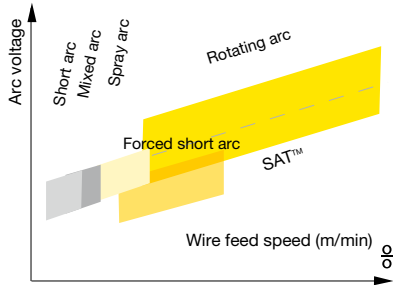 Arc voltage
Short arc
Mixed arc
Spray arc
Rotating arc
Forced short arc
SAT™
Wire feed speed (m/min)
%